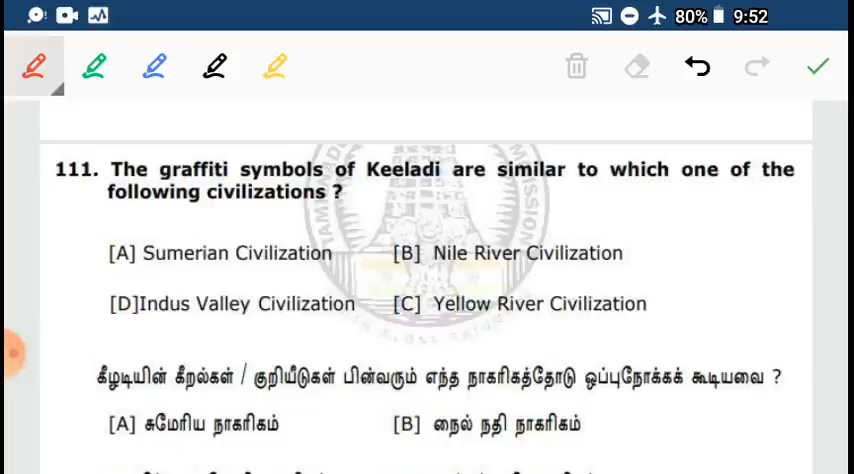 80% 9:52
111. The graffiti symbols of Keeladi are similar to which one of the
following civilizations ?
[A] Sumerian Civilization [B] Nile River Civilization
[D]Indus Valley Civilization [C] Yellow River Civilization
கீழடியின் கீறல்கள் / குறியீடுகள் பின்வரும் எந்த நாகரிகத்தோடு ஒப்புநோக்கக் கூடியவை ?
[A] சுமேரிய நாகரிகம் [B] நைல் நதி நாகரிகம்